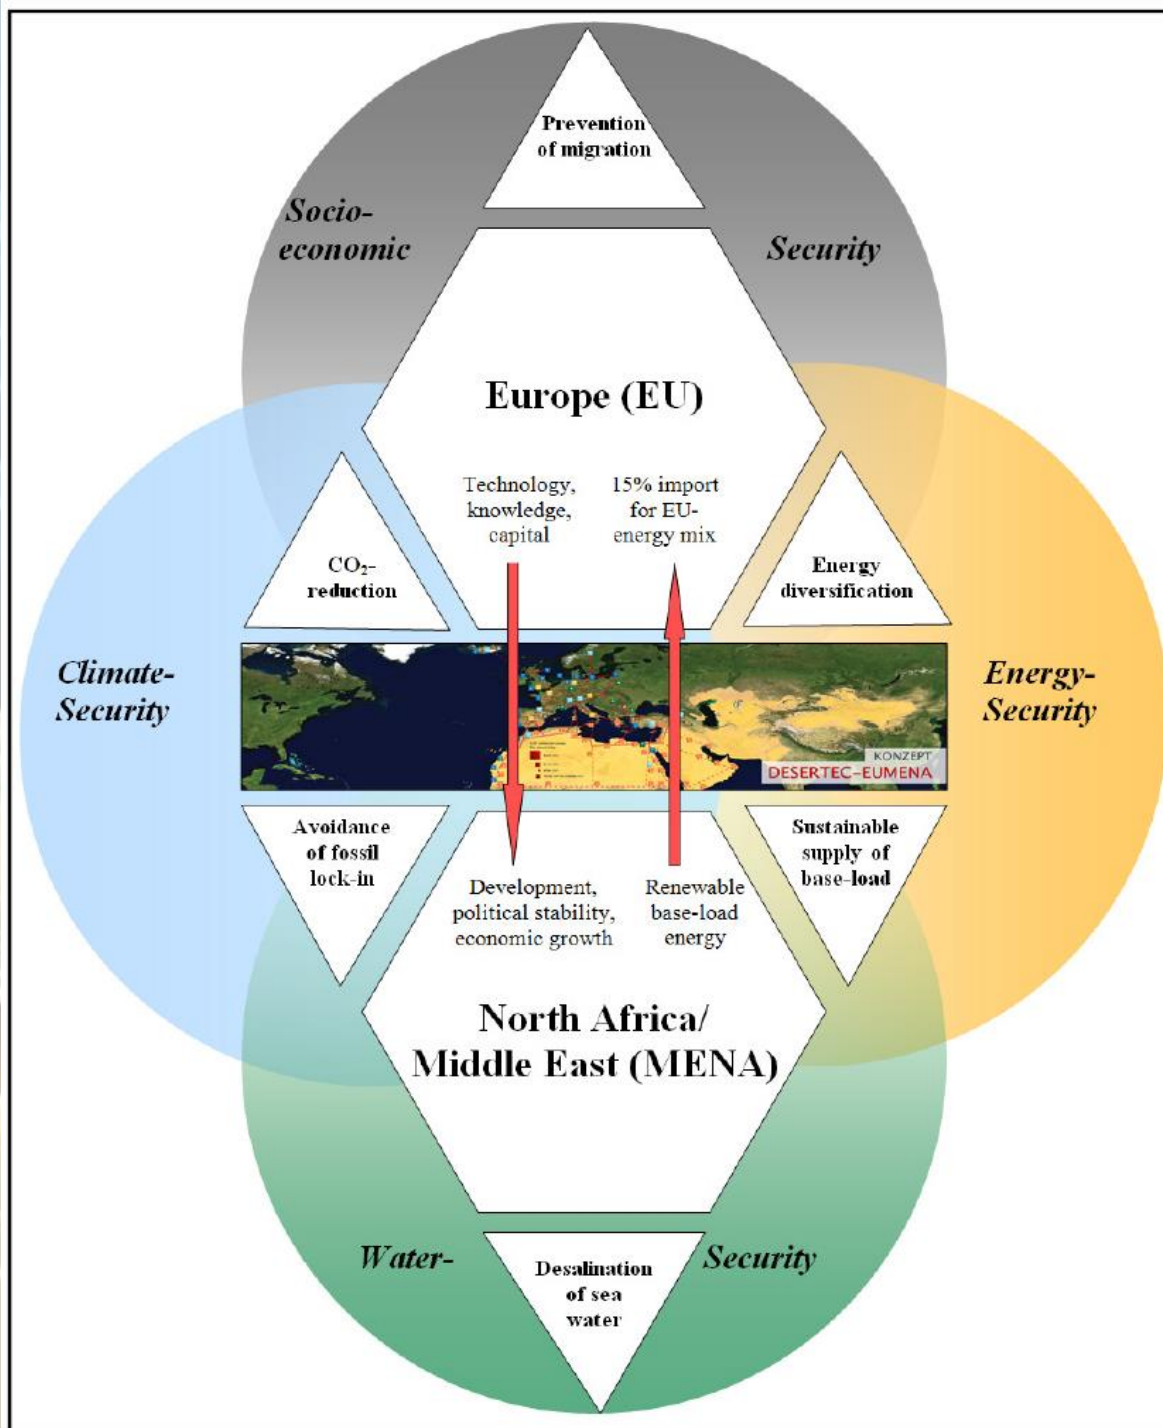 Prevention
of migration
Socio-
economic
Security
Europe (EU)
Technology,
knowledge,
capital
15% import
for EU-
energy mix
CO₂-
reduction
Energy
diversification
Climate-
Security
Energy-
Security
KONZEPT
DESERTEC-EUMENA
Avoidance
of fossil
lock-in
Sustainable
supply of
base-load
Development,
political stability,
economic growth
Renewable
base-load
energy
North Africa/
Middle East (MENA)
Water-
Security
Desalination
of sea
water